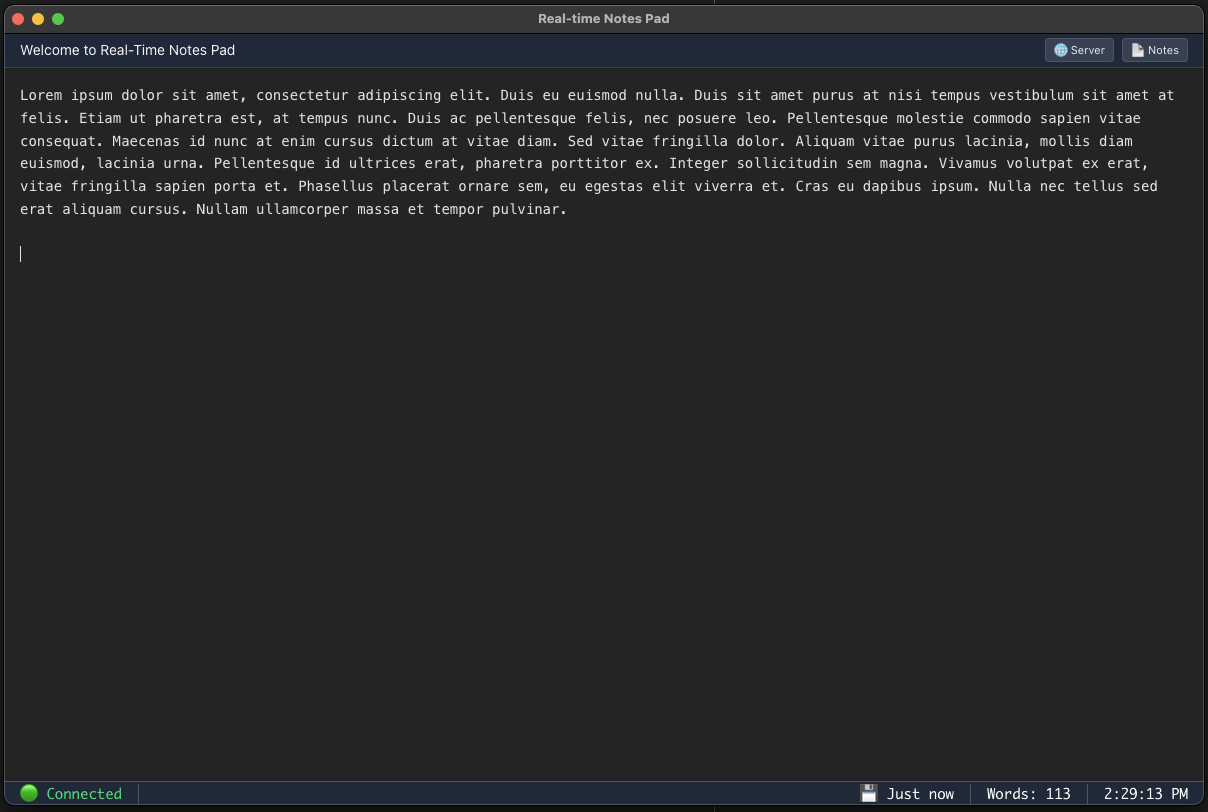 Real-time Notes Pad
Welcome to Real-Time Notes Pad
Server
Notes
Lorem ipsum dolor sit amet, consectetur adipiscing elit. Duis eu euismod nulla. Duis sit amet purus at nisi tempus vestibulum sit amet at
felis. Etiam ut pharetra est, at tempus nunc. Duis ac pellentesque felis, nec posuere leo. Pellentesque molestie commodo sapien vitae
consequat. Maecenas id nunc at enim cursus dictum at vitae diam. Sed vitae fringilla dolor. Aliquam vitae purus lacinia, mollis diam
euismod, lacinia urna. Pellentesque id ultrices erat, pharetra porttitor ex. Integer sollicitudin sem magna. Vivamus volutpat ex erat,
vitae fringilla sapien porta et. Phasellus placerat ornare sem, eu egestas elit viverra et. Cras eu dapibus ipsum. Nulla nec tellus sed
erat aliquam cursus. Nullam ullamcorper massa et tempor pulvinar.
Connected
Just now
Words: 113
2:29:13 PM